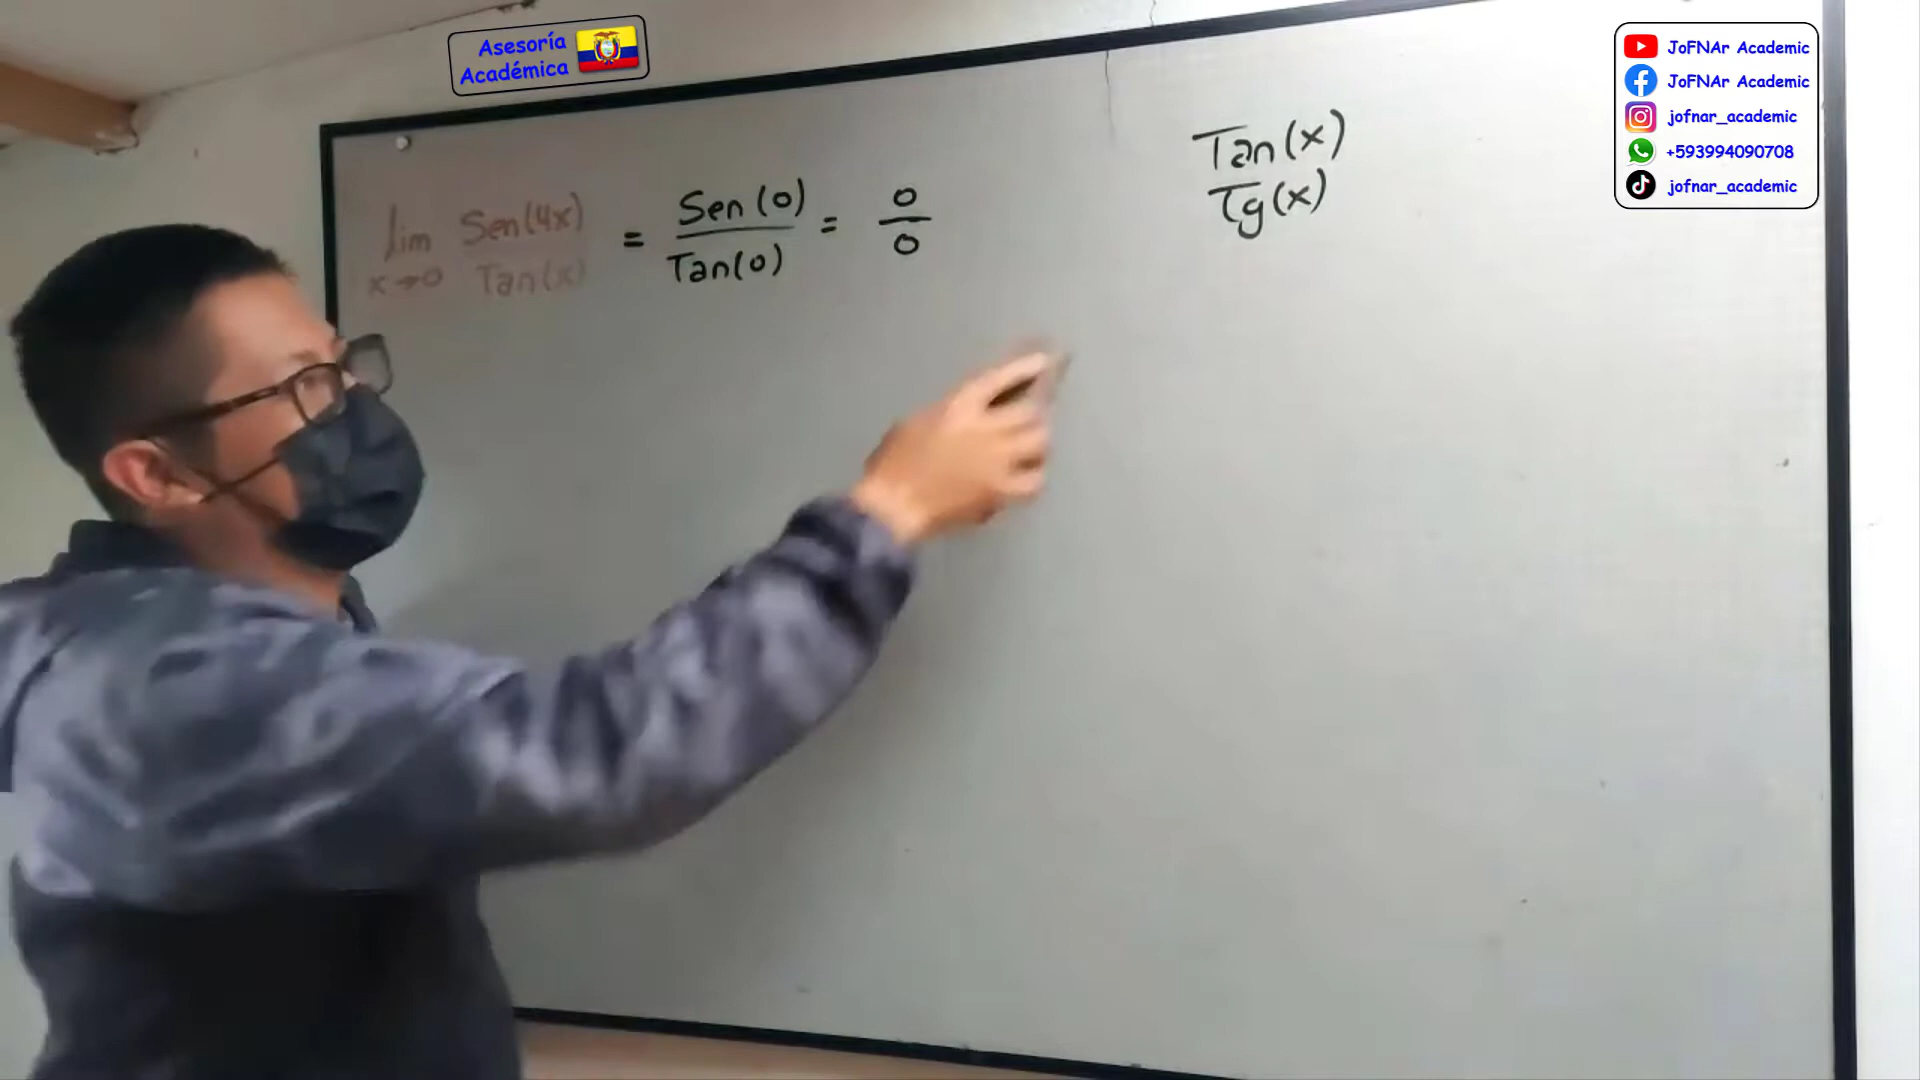 Asesoría
Académica
JoFNAr Academic
JoFNAr Academic
jofnar_academic
+593994090708
jofnar_academic
Tan(x)
Tg(x)
lim x→0 Sen(4x)/Tan(x) = Sen(0)/Tan(0) = 0/0